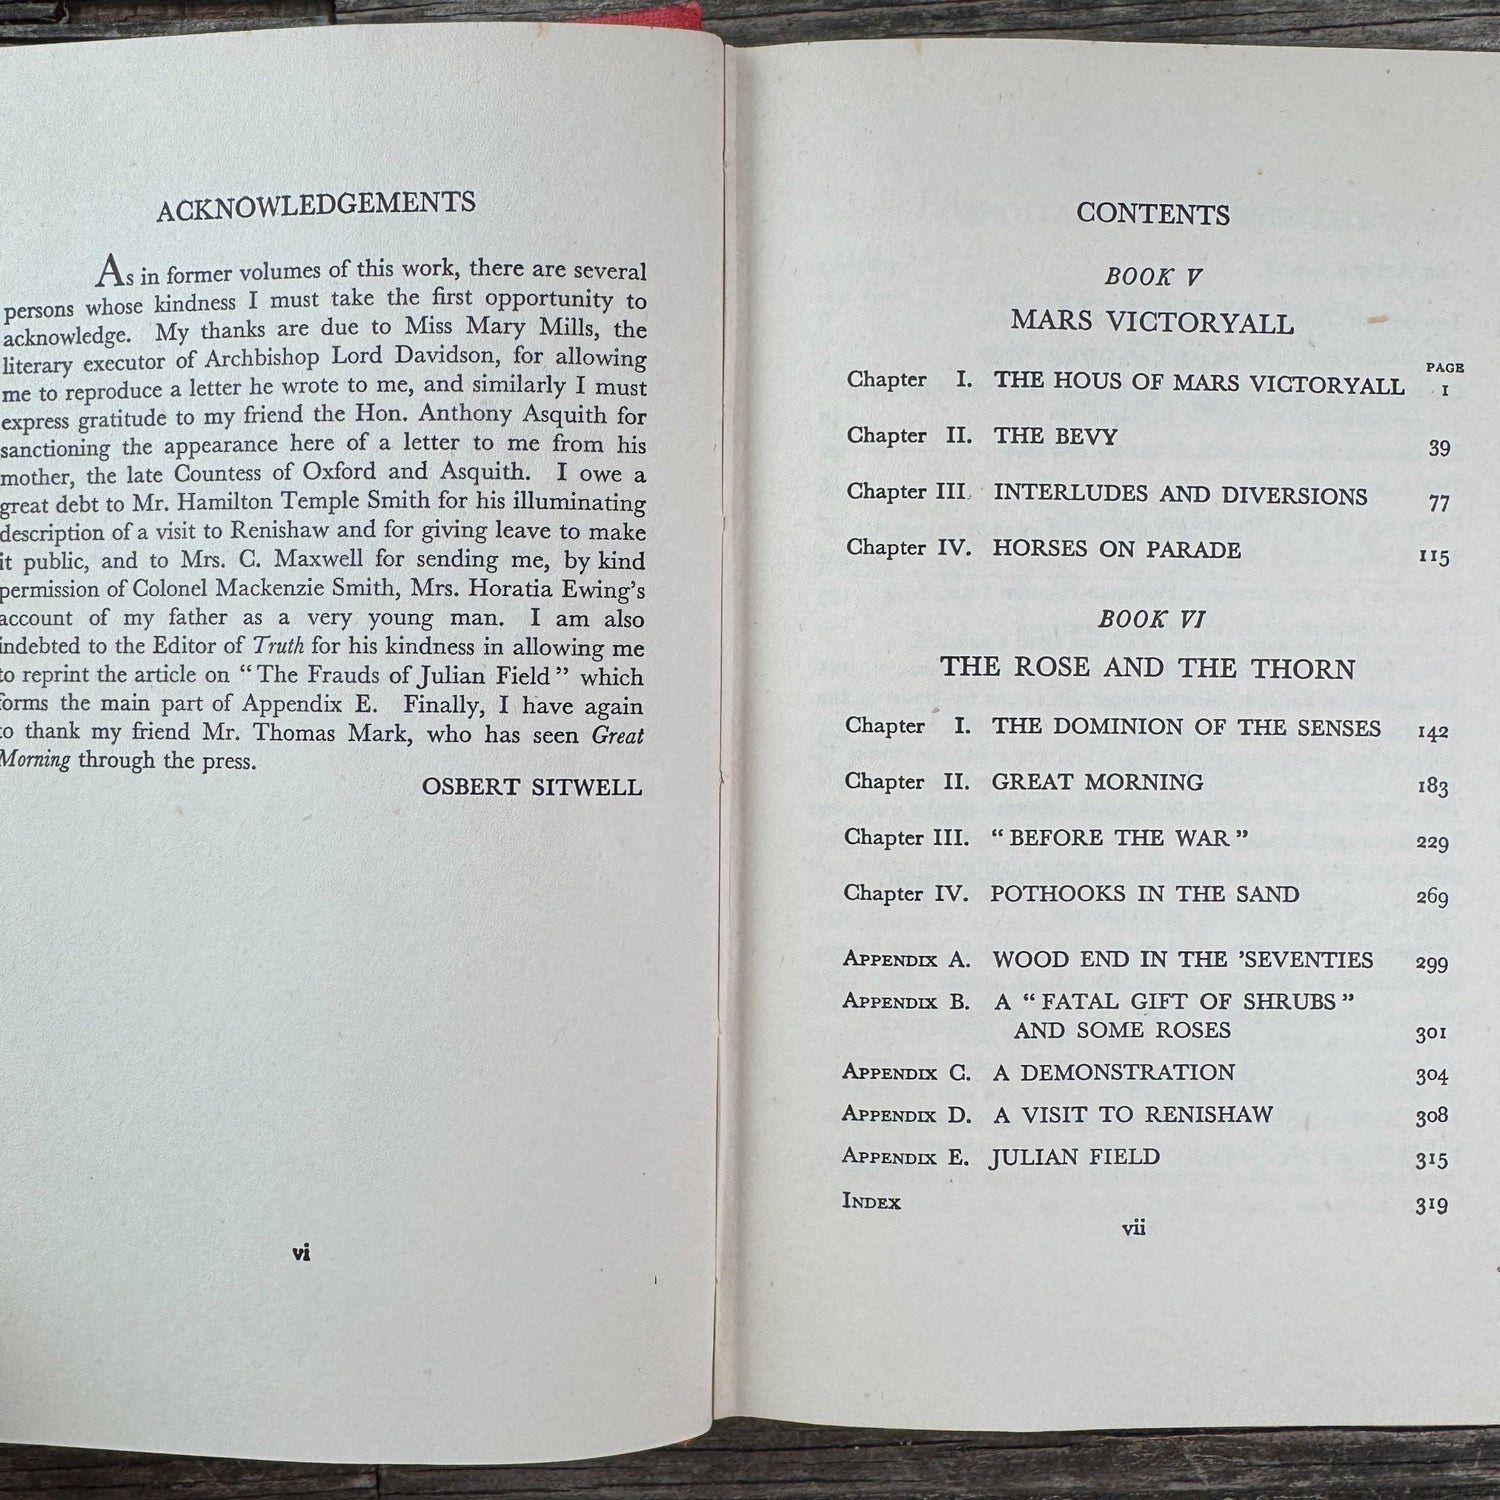 ACKNOWLEDGEMENTS
As in former volumes of this work, there are several
persons whose kindness I must take the first opportunity to
acknowledge. My thanks are due to Miss Mary Mills, the
literary executor of Archbishop Lord Davidson, for allowing
me to reproduce a letter he wrote to me, and similarly I must
express gratitude to my friend the Hon. Anthony Asquith for
sanctioning the appearance here of a letter to me from his
mother, the late Countess of Oxford and Asquith. I owe a
great debt to Mr. Hamilton Temple Smith for his illuminating
description of a visit to Renishaw and for giving leave to make
it public, and to Mrs. C. Maxwell for sending me, by kind
permission of Colonel Mackenzie Smith, Mrs. Horatia Ewing's
account of my father as a very young man. I am also
indebted to the Editor of Truth for his kindness in allowing me
to reprint the article on “The Frauds of Julian Field” which
forms the main part of Appendix E. Finally, I have again
to thank my friend Mr. Thomas Mark, who has seen Great
Morning through the press.
OSBERT SITWELL
vi
CONTENTS
BOOK V
MARS VICTORYALL
PAGE
Chapter I. THE HOUS OF MARS VICTORYALL 1
Chapter II. THE BEVY 39
Chapter III. INTERLUDES AND DIVERSIONS 77
Chapter IV. HORSES ON PARADE 115
BOOK VI
THE ROSE AND THE THORN
Chapter I. THE DOMINION OF THE SENSES 142
Chapter II. GREAT MORNING 183
Chapter III. “BEFORE THE WAR” 229
Chapter IV. POTHOOKS IN THE SAND 269
APPENDIX A. WOOD END IN THE 'SEVENTIES 299
APPENDIX B. A “FATAL GIFT OF SHRUBS”
AND SOME ROSES 301
APPENDIX C. A DEMONSTRATION 304
APPENDIX D. A VISIT TO RENISHAW 308
APPENDIX E. JULIAN FIELD 315
INDEX 319
vii